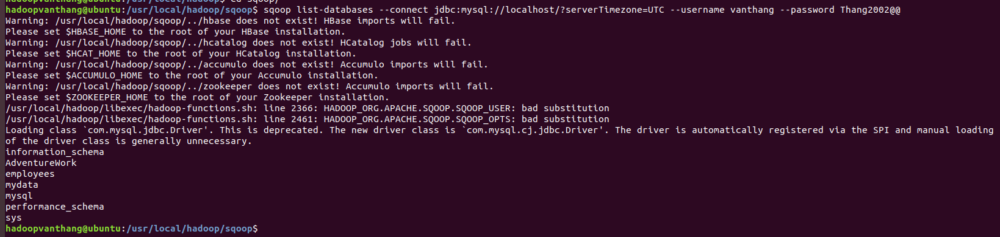 hadoopvanthang@ubuntu:/usr/local/hadoop$ cd sqoop/
hadoopvanthang@ubuntu:/usr/local/hadoop/sqoop$ sqoop list-databases --connect jdbc:mysql://localhost/?serverTimezone=UTC --username vanthang --password Thang2002@@
Warning: /usr/local/hadoop/sqoop/../hbase does not exist! HBase imports will fail.
Please set $HBASE_HOME to the root of your HBase installation.
Warning: /usr/local/hadoop/sqoop/../hcatalog does not exist! HCatalog jobs will fail.
Please set $HCAT_HOME to the root of your HCatalog installation.
Warning: /usr/local/hadoop/sqoop/../accumulo does not exist! Accumulo imports will fail.
Please set $ACCUMULO_HOME to the root of your Accumulo installation.
Warning: /usr/local/hadoop/sqoop/../zookeeper does not exist! Accumulo imports will fail.
Please set $ZOOKEEPER_HOME to the root of your Zookeeper installation.
/usr/local/hadoop/libexec/hadoop-functions.sh: line 2366: HADOOP_ORG.APACHE.SQOOP.SQOOP_USER: bad substitution
/usr/local/hadoop/libexec/hadoop-functions.sh: line 2461: HADOOP_ORG.APACHE.SQOOP.SQOOP_OPTS: bad substitution
Loading class `com.mysql.jdbc.Driver'. This is deprecated. The new driver class is `com.mysql.cj.jdbc.Driver'. The driver is automatically registered via the SPI and manual loading
of the driver class is generally unnecessary.
information_schema
AdventureWork
employees
mydata
mysql
performance_schema
sys
hadoopvanthang@ubuntu:/usr/local/hadoop/sqoop$